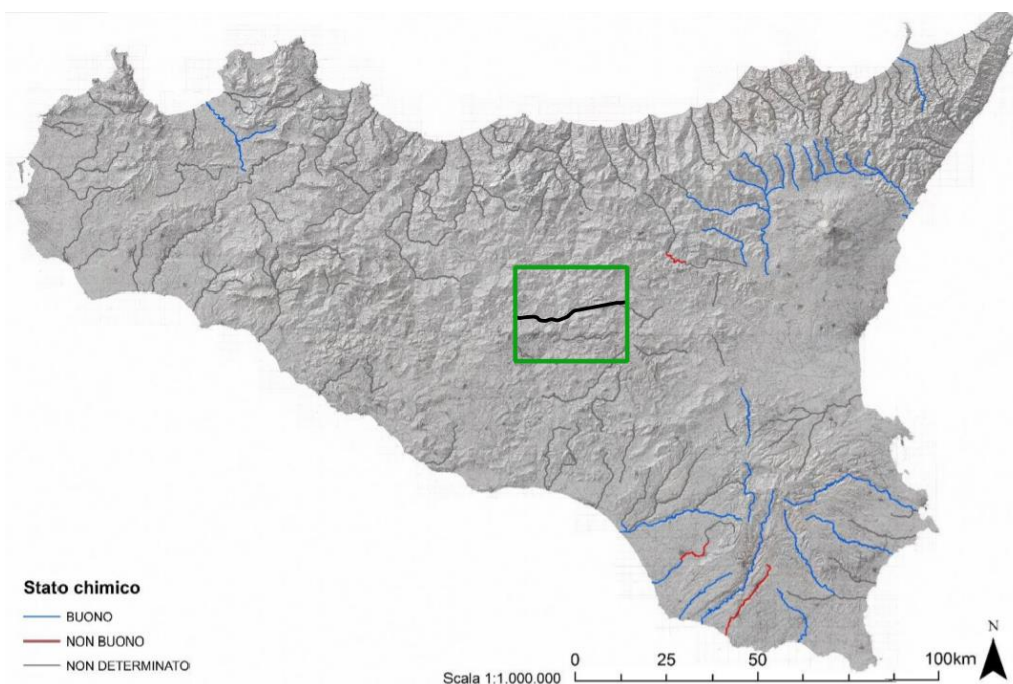 Stato chimico
BUONO
NON BUONO
NON DETERMINATO
Scala 1:1.000.000
0 25 50 100km
N